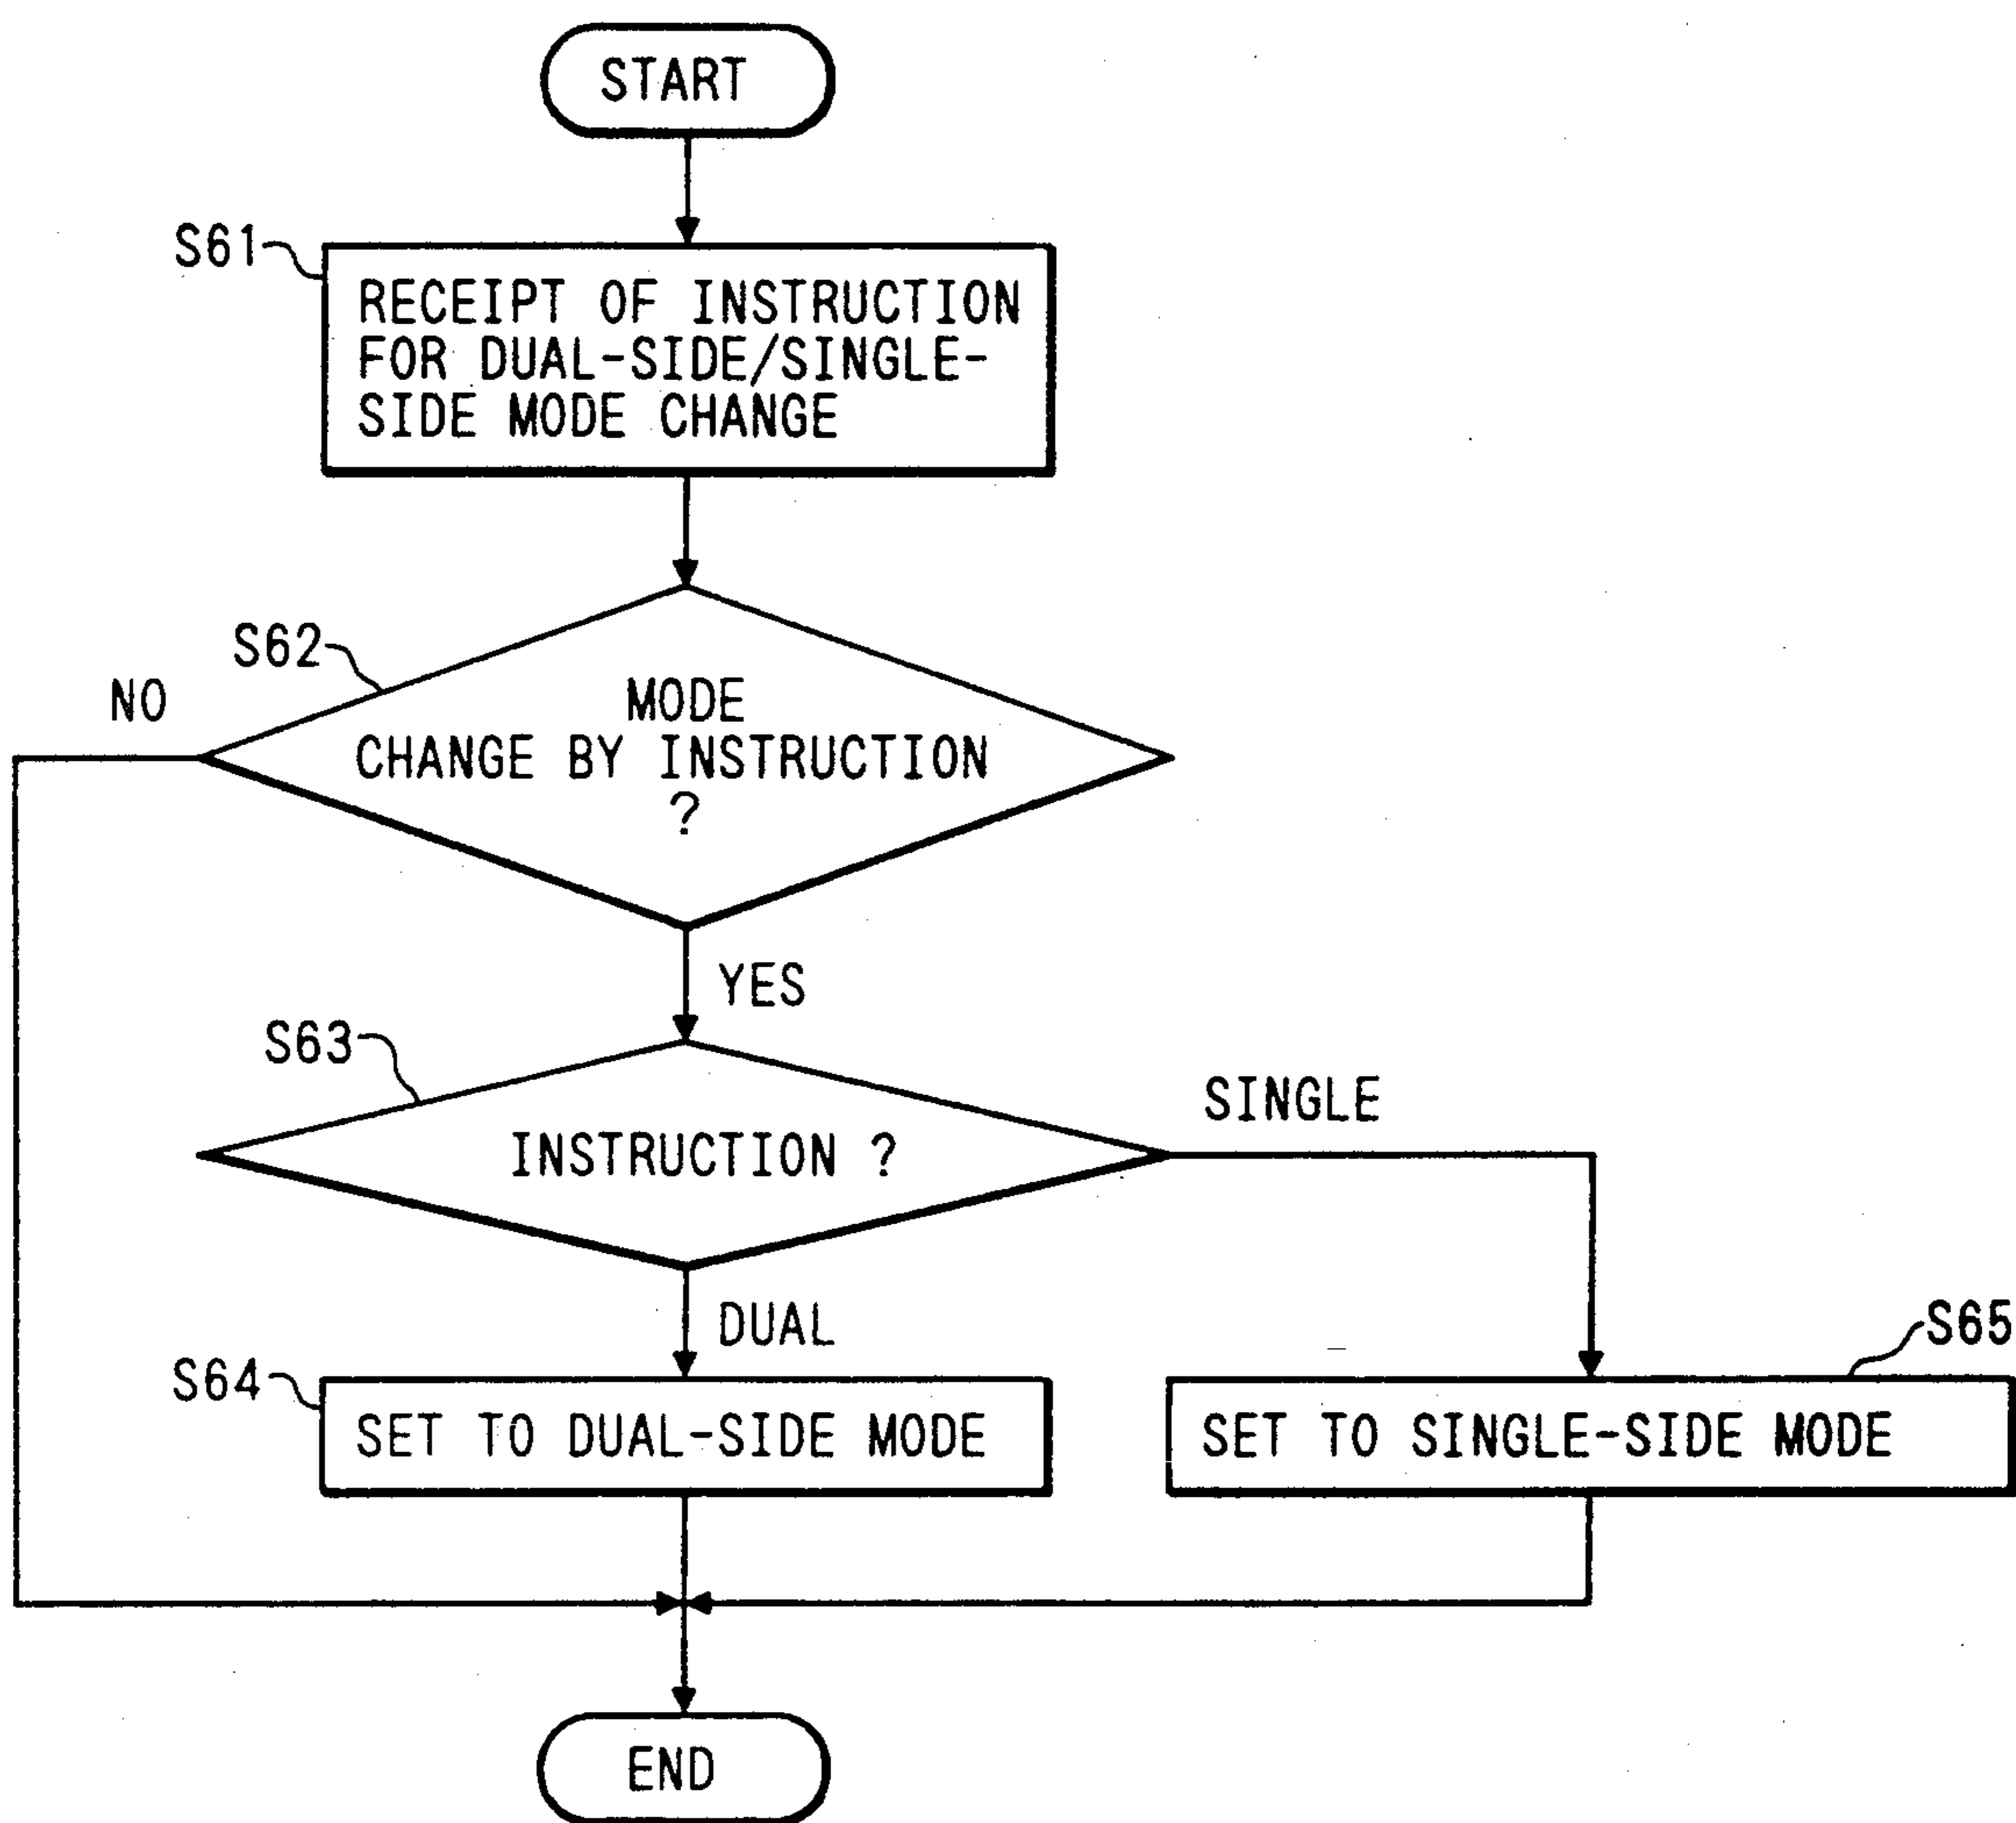 START
S61
RECEIPT OF INSTRUCTION
FOR DUAL-SIDE/SINGLE-
SIDE MODE CHANGE
S62
NO
MODE
CHANGE BY INSTRUCTION
?
YES
S63
SINGLE
INSTRUCTION ?
DUAL
S65
S64
SET TO DUAL-SIDE MODE
SET TO SINGLE-SIDE MODE
END